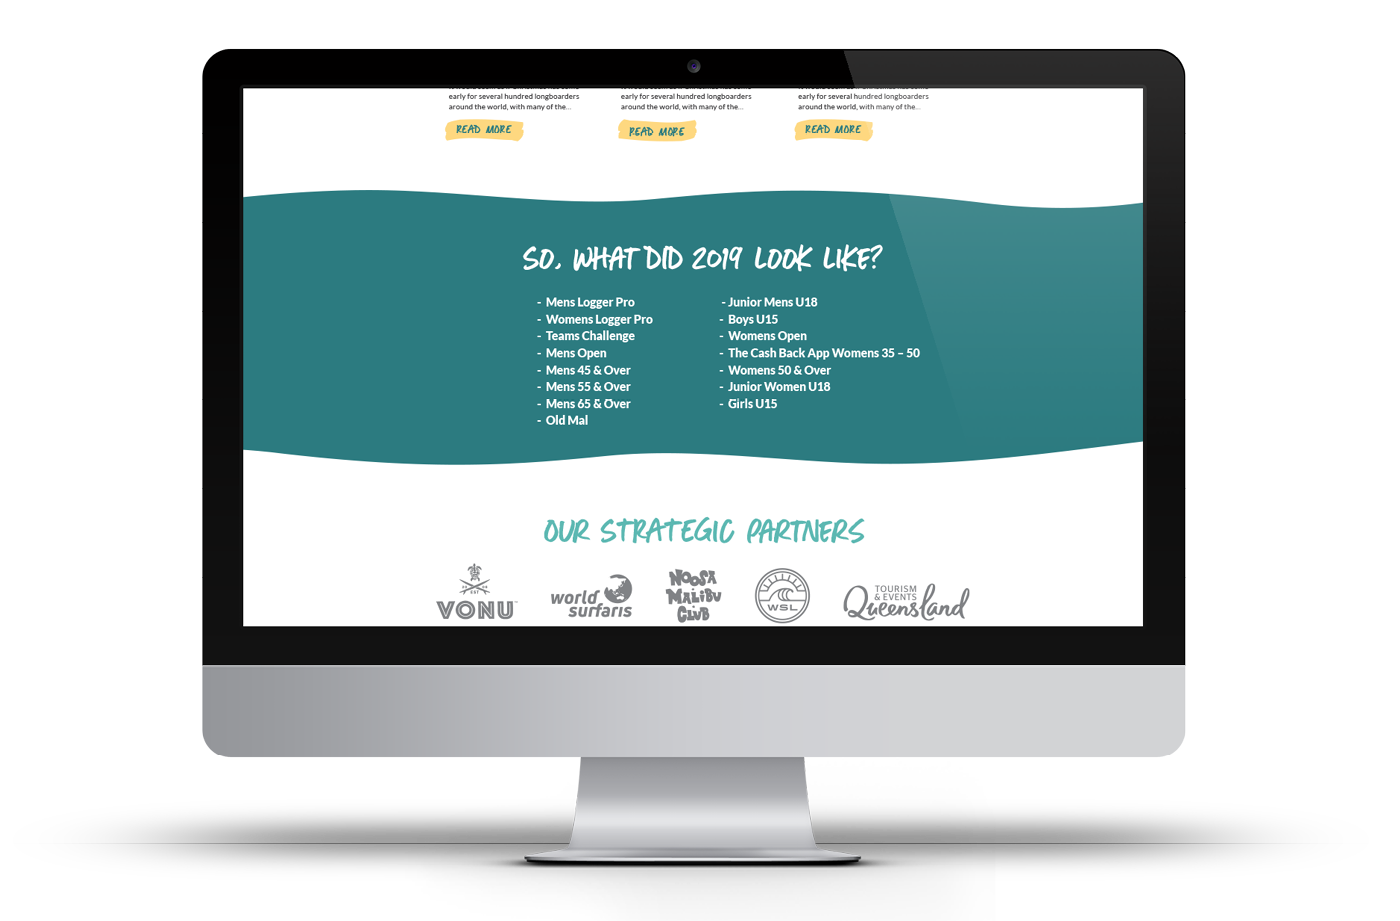 early for several hundred longboarders
around the world, with many of the...
READ MORE
early for several hundred longboarders
around the world, with many of the...
READ MORE
early for several hundred longboarders
around the world, with many of the...
READ MORE
SO, WHAT DID 2019 LOOK LIKE?
- Mens Logger Pro
- Womens Logger Pro
- Teams Challenge
- Mens Open
- Mens 45 & Over
- Mens 55 & Over
- Mens 65 & Over
- Old Mal
- Junior Mens U18
- Boys U15
- Womens Open
- The Cash Back App Womens 35 – 50
- Womens 50 & Over
- Junior Women U18
- Girls U15
OUR STRATEGIC PARTNERS
EST
VONU
world
surfaris
NOOSA
MALIBU
CLUB
WSL
TOURISM
& EVENTS
Queensland